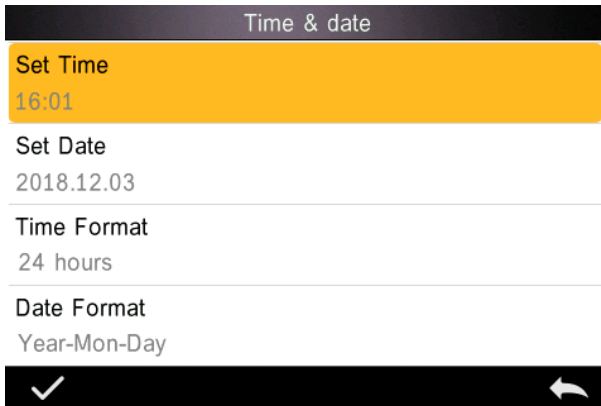 Time & date
Set Time
16:01
Set Date
2018.12.03
Time Format
24 hours
Date Format
Year-Mon-Day